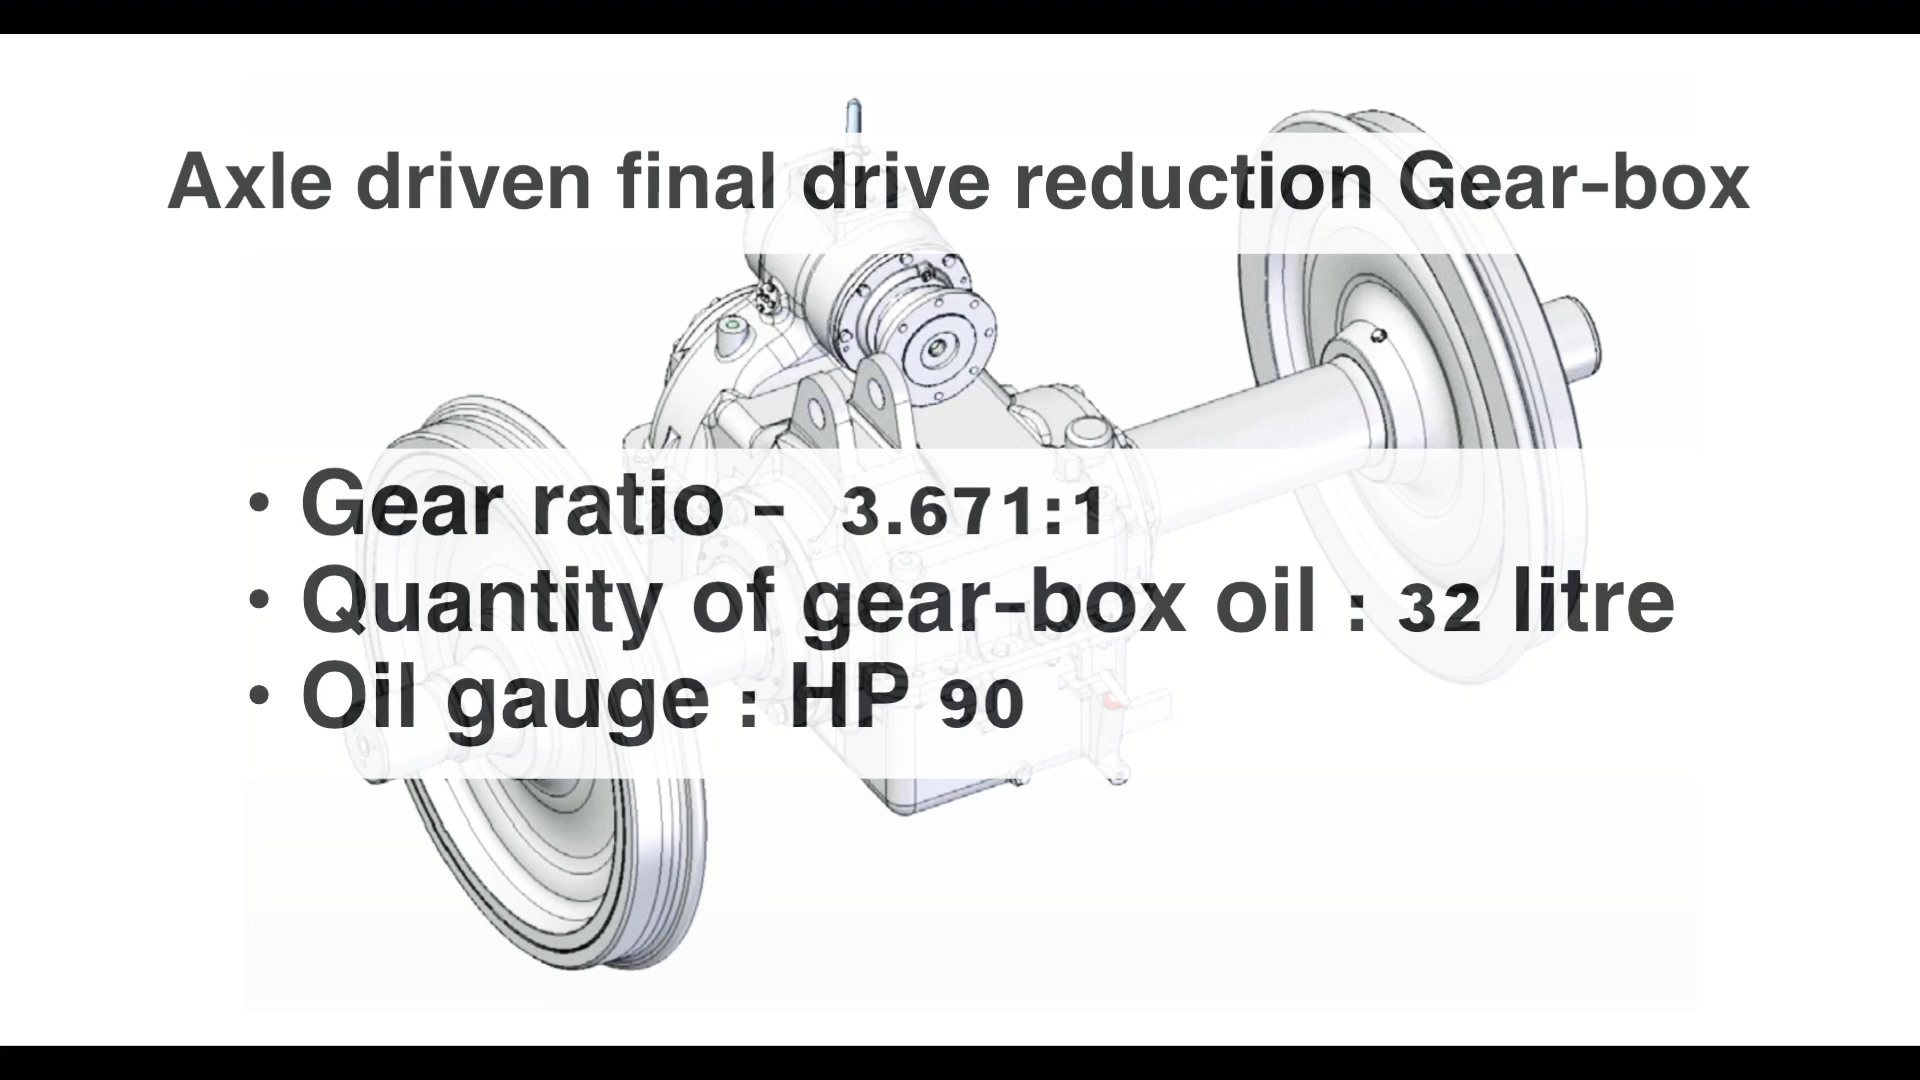 Axle driven final drive reduction Gear-box
• Gear ratio - 3.671:1
• Quantity of gear-box oil : 32 litre
• Oil gauge : HP 90